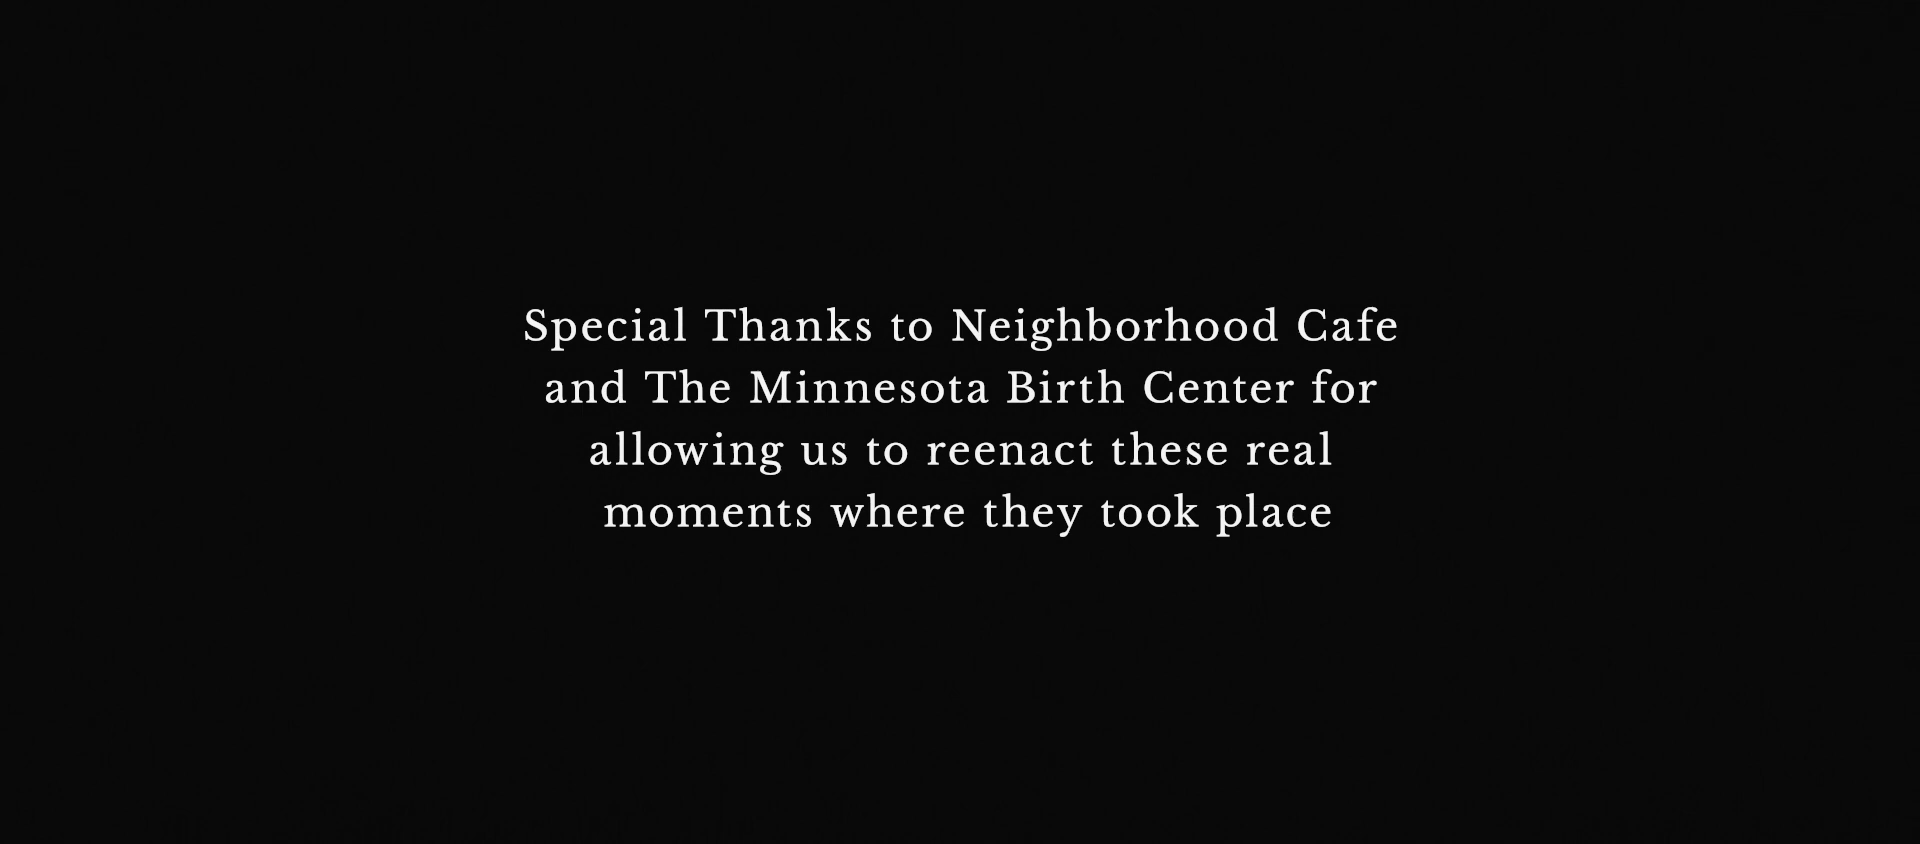 Special Thanks to Neighborhood Cafe
and The Minnesota Birth Center for
allowing us to reenact these real
moments where they took place